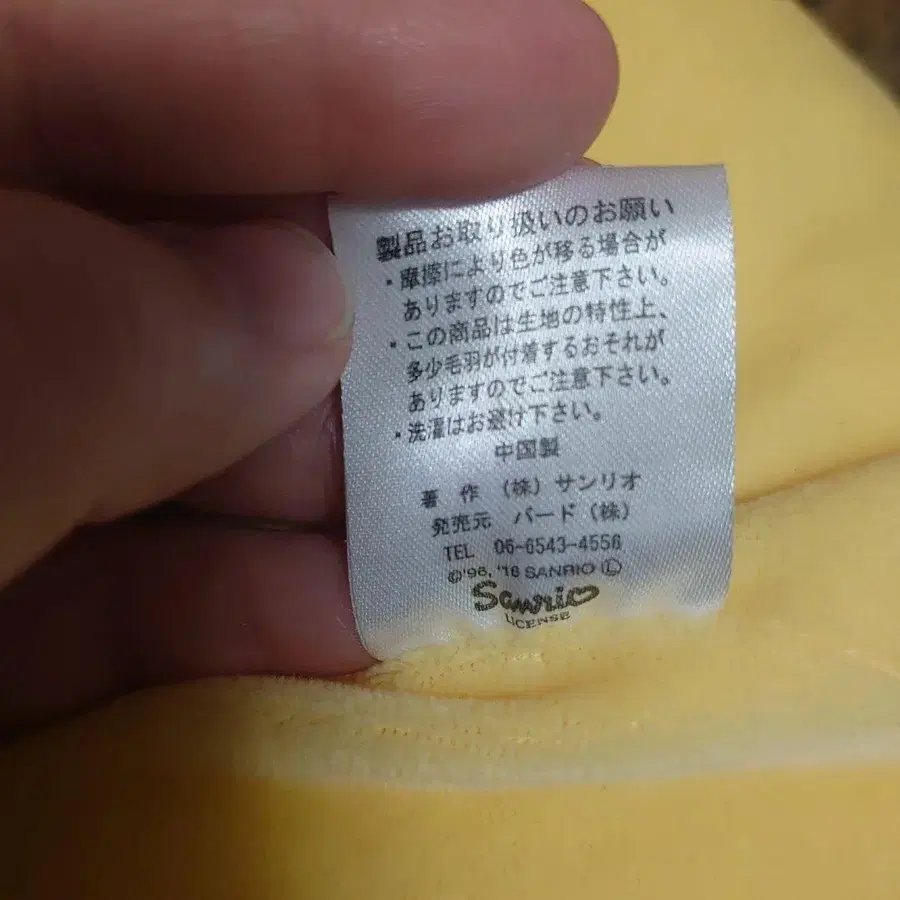 製品お取り扱いのお願い
・摩擦により色が移る場合が
ありますのでご注意下さい。
・この商品は生地の特性上、
多少毛羽が付着するおそれが
ありますのでご注意下さい。
・洗濯はお避け下さい。
中国製
著 作 (株) サンリオ
発売元 バード (株)
TEL 06-6543-4556
©'96, '16 SANRIO Ⓛ
Sanrio
LICENSE